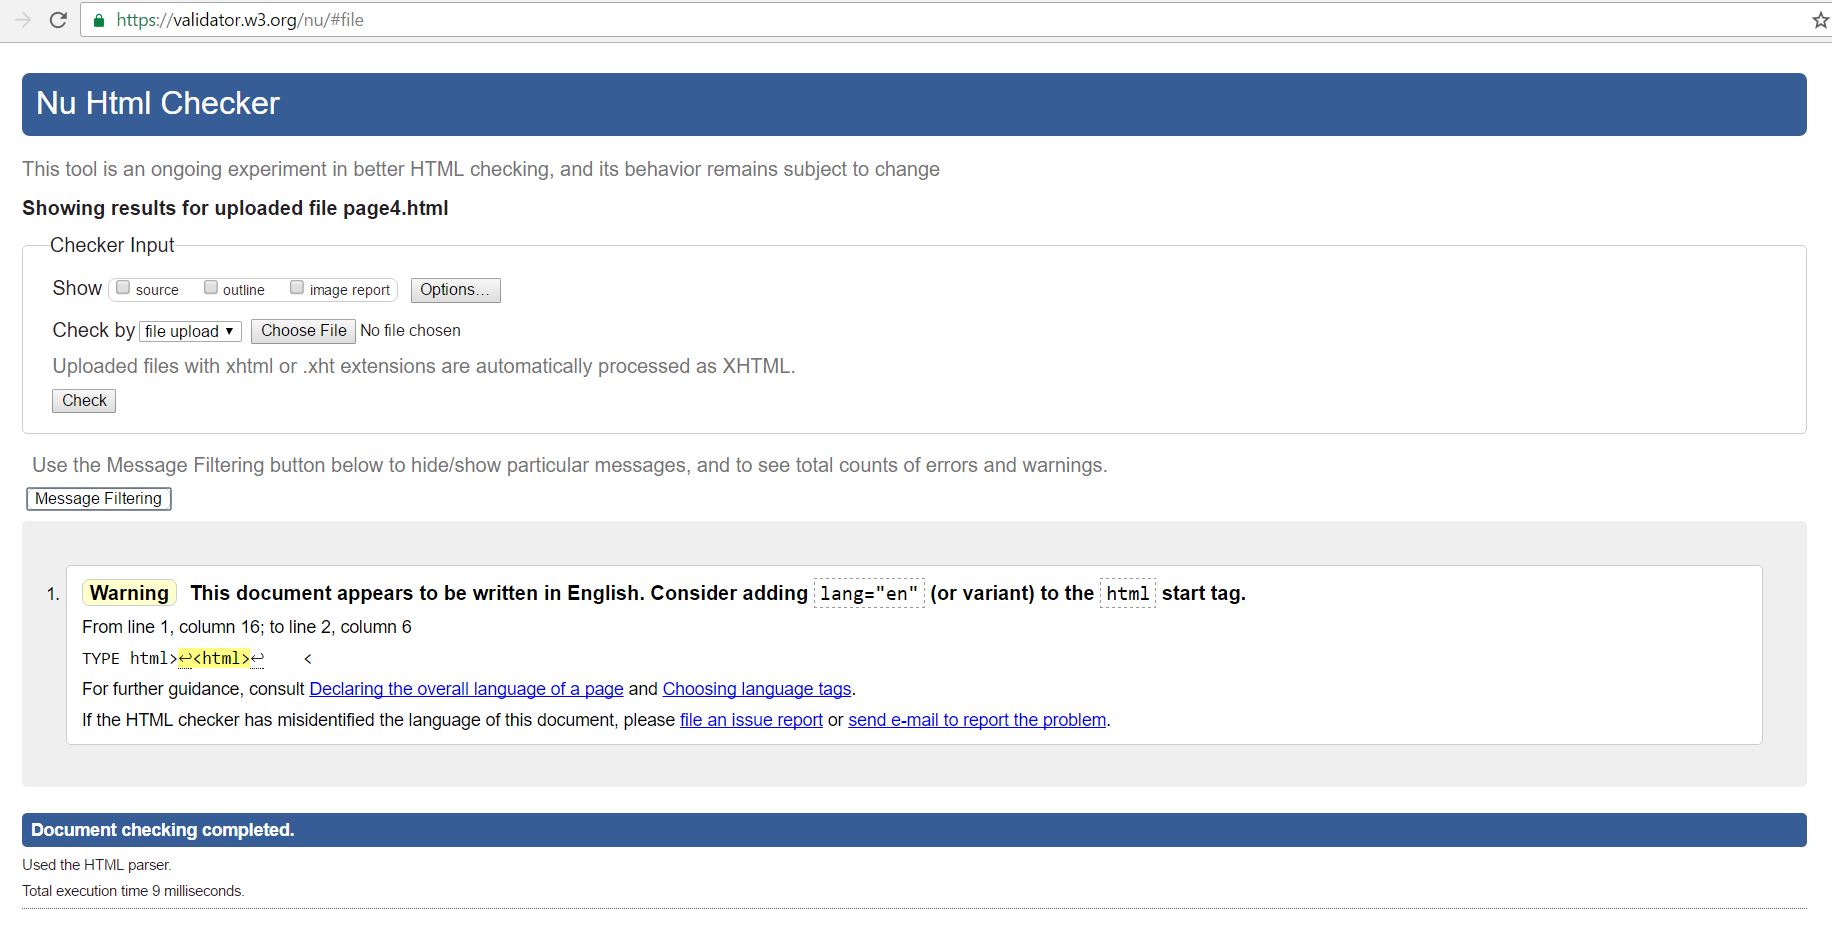 https://validator.w3.org/nu/#file
Nu Html Checker
This tool is an ongoing experiment in better HTML checking, and its behavior remains subject to change
Showing results for uploaded file page4.html
Checker Input
Show source outline image report Options...
Check by file upload ▼ Choose File No file chosen
Uploaded files with xhtml or .xht extensions are automatically processed as XHTML.
Check
Use the Message Filtering button below to hide/show particular messages, and to see total counts of errors and warnings.
Message Filtering
1. Warning This document appears to be written in English. Consider adding lang="en" (or variant) to the html start tag.
From line 1, column 16; to line 2, column 6
TYPE html>↩<html>↩    <
For further guidance, consult Declaring the overall language of a page and Choosing language tags.
If the HTML checker has misidentified the language of this document, please file an issue report or send e-mail to report the problem.
Document checking completed.
Used the HTML parser.
Total execution time 9 milliseconds.